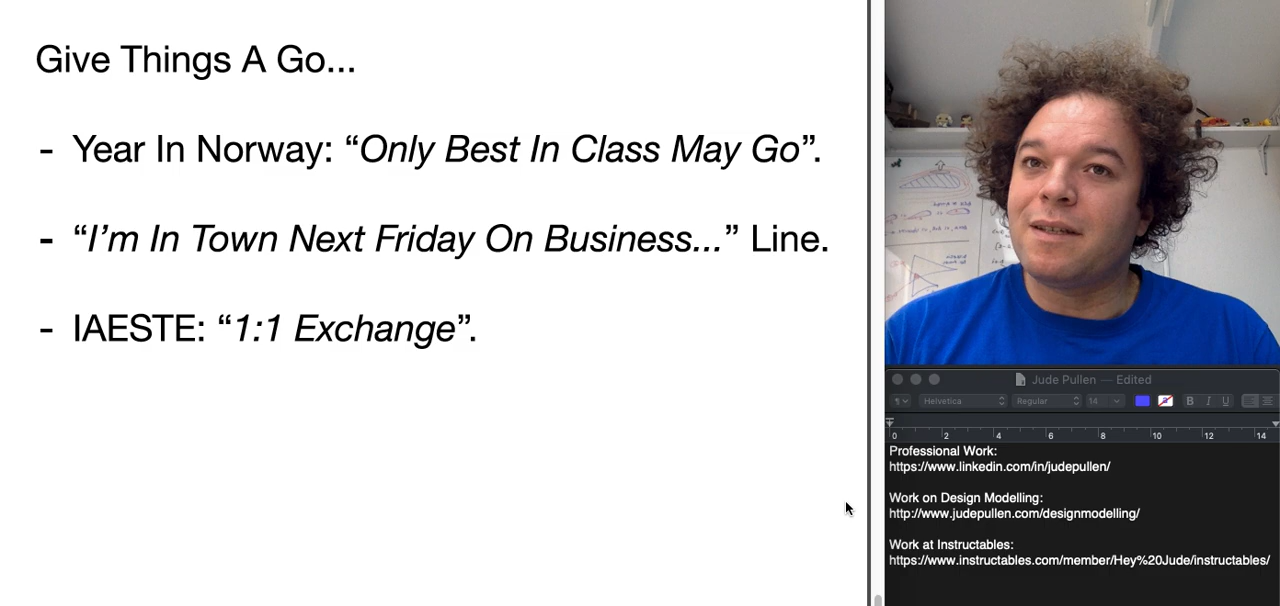 Give Things A Go...
- Year In Norway: “Only Best In Class May Go”.
- “I’m In Town Next Friday On Business...” Line.
- IAESTE: “1:1 Exchange”.
Jude Pullen — Edited
Helvetica Regular 14 B I U
0 2 4 6 8 10 12 14
Professional Work:
https://www.linkedin.com/in/judepullen/
Work on Design Modelling:
http://www.judepullen.com/designmodelling/
Work at Instructables:
https://www.instructables.com/member/Hey%20Jude/instructables/